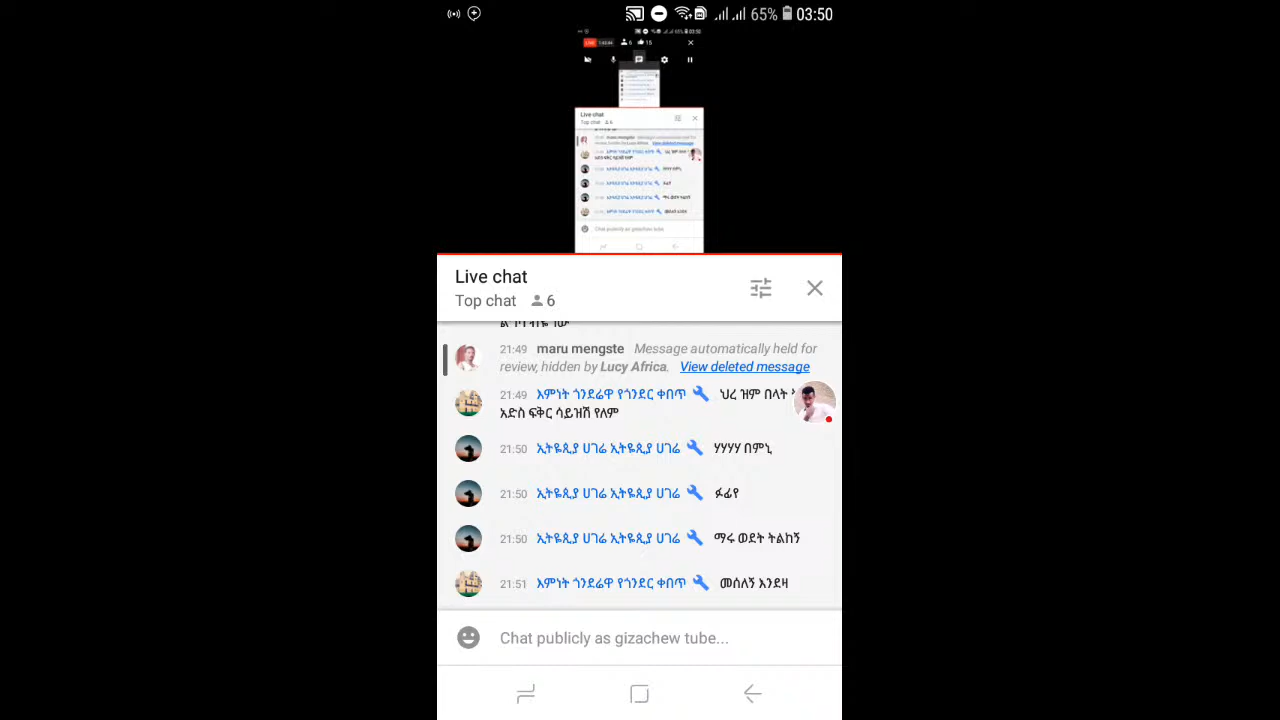 65% 03:50
Live chat
Top chat 6
21:49 maru mengste Message automatically held for
review, hidden by Lucy Africa. View deleted message
21:49 እምነት ጎንደሬዋ የጎንደር ቀበጥ ህረ ዝም በላት
አድስ ፍቅር ሳይዝሽ የለም
21:50 ኢትዬጲያ ሀገሬ ኢትዬጲያ ሀገሬ ሃሃሃሃ በምኒ
21:50 ኢትዬጲያ ሀገሬ ኢትዬጲያ ሀገሬ ፉፊየ
21:50 ኢትዬጲያ ሀገሬ ኢትዬጲያ ሀገሬ ማሩ ወደት ትልከኝ
21:51 እምነት ጎንደሬዋ የጎንደር ቀበጥ መሰለኝ እንደዛ
Chat publicly as gizachew tube...